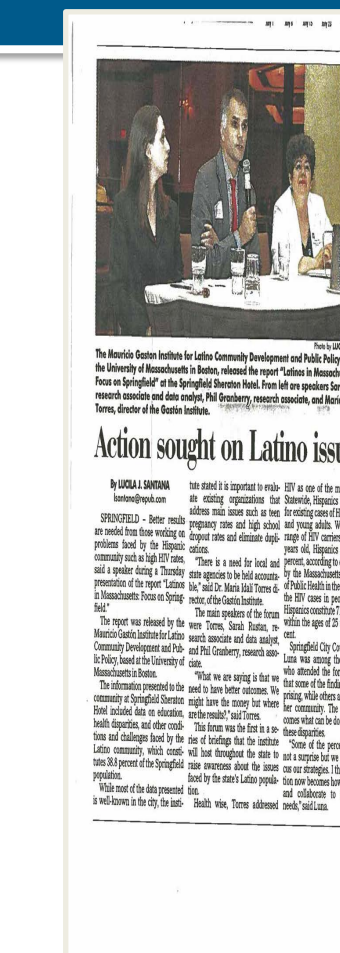 Photo by LUC
The Mauricio Gaston Institute for Latino Community Development and Public Policy
the University of Massachusetts in Boston, released the report "Latinos in Massachu
Focus on Springfield" at the Springfield Sheraton Hotel. From left are speakers Sar
research associate and data analyst, Phil Granberry, research associate, and Mari
Torres, director of the Gastón Institute.
Action sought on Latino issu
By LUCILA J. SANTANA
lsantana@repub.com
SPRINGFIELD – Better results
are needed from those working on
problems faced by the Hispanic
community such as high HIV rates,
said a speaker during a Thursday
presentation of the report "Latinos
in Massachusetts: Focus on Spring-
field."
The report was released by the
Mauricio Gastón Institute for Latino
Community Development and Pub-
lic Policy, based at the University of
Massachusetts in Boston.
The information presented to the
community at Springfield Sheraton
Hotel included data on education,
health disparities, and other condi-
tions and challenges faced by the
Latino community, which consti-
tutes 38.8 percent of the Springfield
population.
While most of the data presented
is well-known in the city, the insti-
tute stated it is important to evalu-
ate existing organizations that
address main issues such as teen
pregnancy rates and high school
dropout rates and eliminate dupli-
cations.
"There is a need for local and
state agencies to be held accounta-
ble," said Dr. Maria Idali Torres di-
rector, of the Gastón Institute.
The main speakers of the forum
were Torres, Sarah Rustan, re-
search associate and data analyst,
and Phil Granberry, research asso-
ciate.
"What we are saying is that we
need to have better outcomes. We
might have the money but where
are the results?," said Torres.
This forum was the first in a se-
ries of briefings that the institute
will host throughout the state to
raise awareness about the issues
faced by the state's Latino popula-
tion.
Health wise, Torres addressed
HIV as one of the m
Statewide, Hispanics
for existing cases of H
and young adults. W
range of HIV carriers
years old, Hispanics
percent, according to
by the Massachusetts
of Public Health in the
the HIV cases in peo
Hispanics constitute 7
within the ages of 25
cent.
Springfield City Co
Luna was among the
who attended the for
that some of the findi
prising, while others a
her community. The
comes what can be do
these disparities.
"Some of the perce
not a surprise but we
cus our strategies. I th
tion now becomes how
and collaborate to
needs," said Luna.